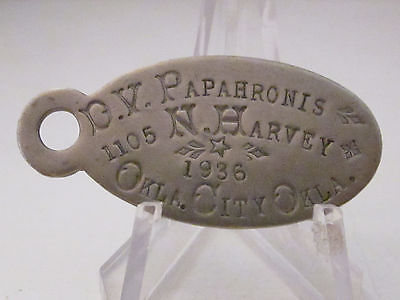 D.V. PAPAHRONIS
1105 N. HARVEY
1936
OKLA. CITY OKLA.